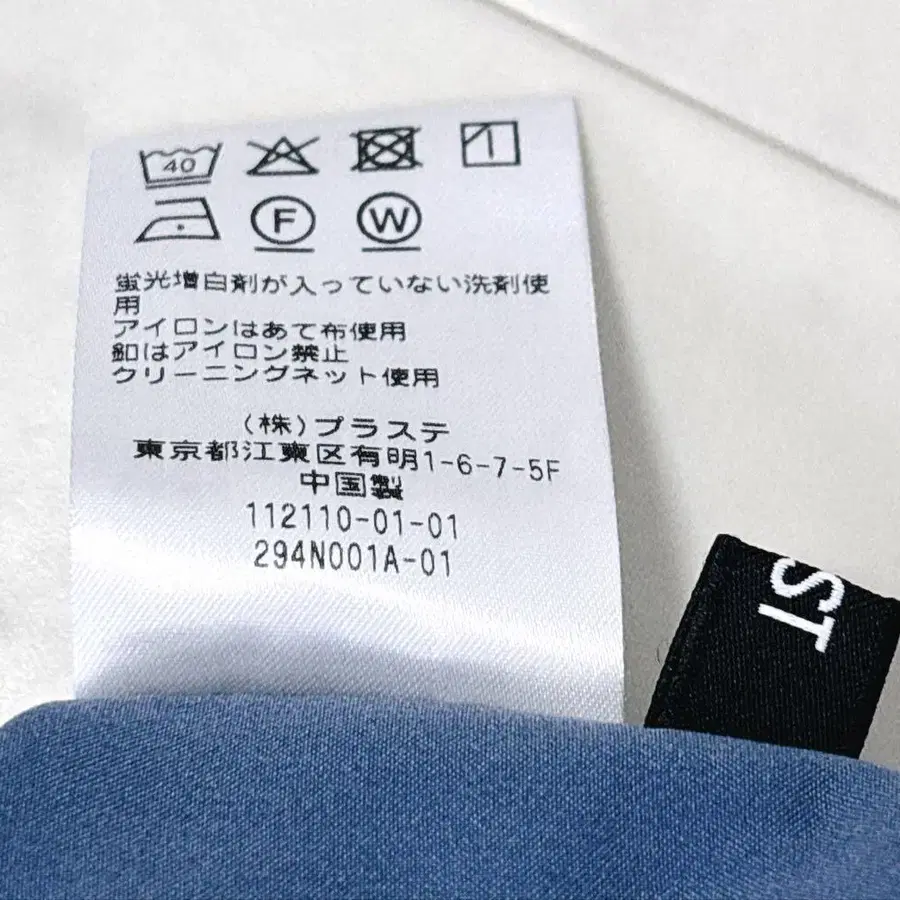 40
F
W
蛍光増白剤が入っていない洗剤使
用
アイロンはあて布使用
釦はアイロン禁止
クリーニングネット使用
(株)プラステ
東京都江東区有明1-6-7-5F
中国製
112110-01-01
294N001A-01
ST